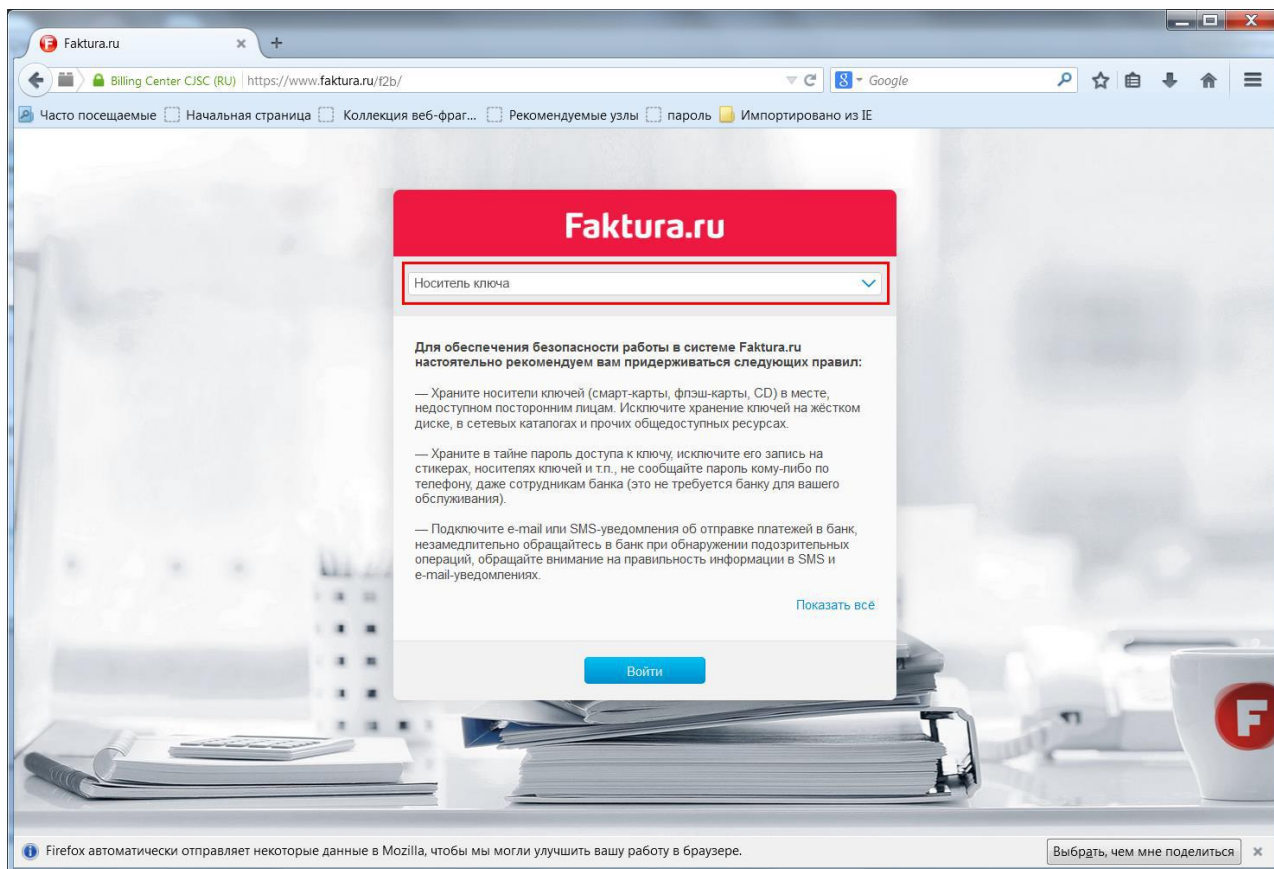 Faktura.ru
Billing Center CJSC (RU) https://www.faktura.ru/f2b/
Google
Часто посещаемые Начальная страница Коллекция веб-фраг... Рекомендуемые узлы пароль Импортировано из IE
Faktura.ru
Носитель ключа
Для обеспечения безопасности работы в системе Faktura.ru
настоятельно рекомендуем вам придерживаться следующих правил:
— Храните носители ключей (смарт-карты, флэш-карты, CD) в месте,
недоступном посторонним лицам. Исключите хранение ключей на жёстком
диске, в сетевых каталогах и прочих общедоступных ресурсах.
— Храните в тайне пароль доступа к ключу, исключите его запись на
стикерах, носителях ключей и т.п., не сообщайте пароль кому-либо по
телефону, даже сотрудникам банка (это не требуется банку для вашего
обслуживания).
— Подключите e-mail или SMS-уведомления об отправке платежей в банк,
незамедлительно обращайтесь в банк при обнаружении подозрительных
операций, обращайте внимание на правильность информации в SMS и
e-mail-уведомлениях.
Показать всё
Войти
F
Firefox автоматически отправляет некоторые данные в Mozilla, чтобы мы могли улучшить вашу работу в браузере.
Выбрать, чем мне поделиться